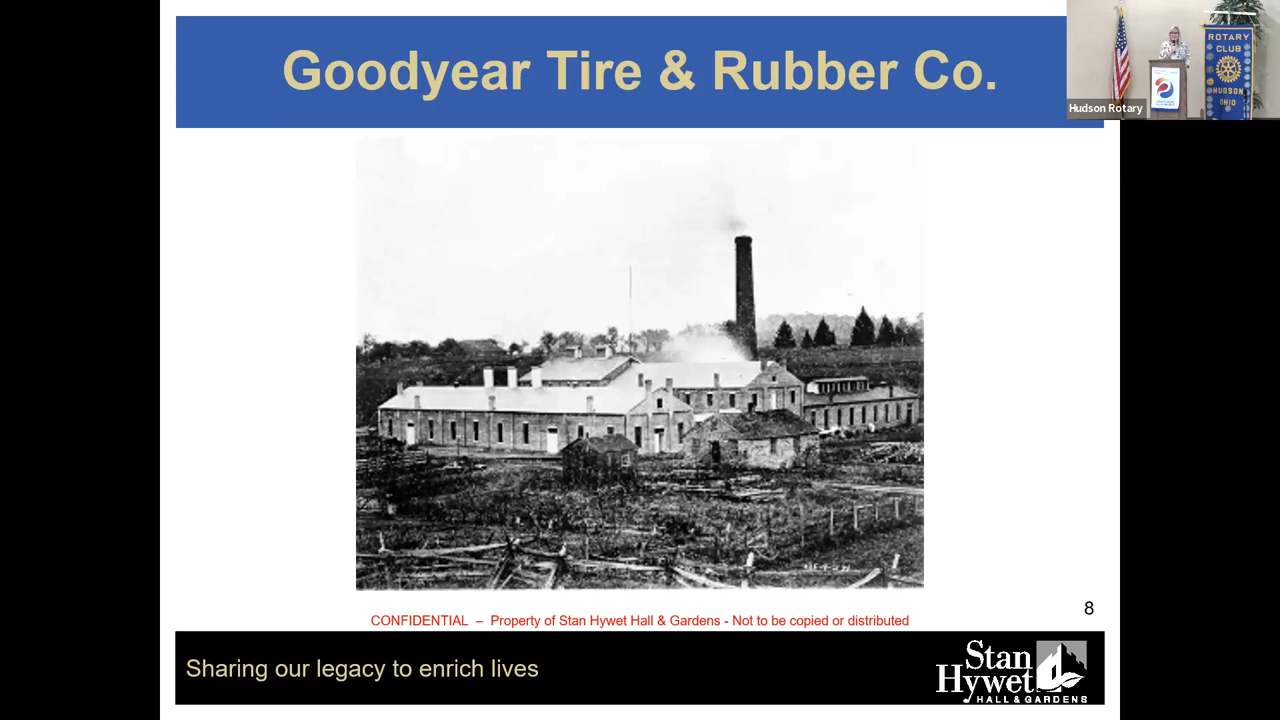 Goodyear Tire & Rubber Co.
ROTARY
CLUB
HUDSON
OHIO
Hudson Rotary
8
CONFIDENTIAL – Property of Stan Hywet Hall & Gardens - Not to be copied or distributed
Sharing our legacy to enrich lives
Stan
Hywet
HALL & GARDENS